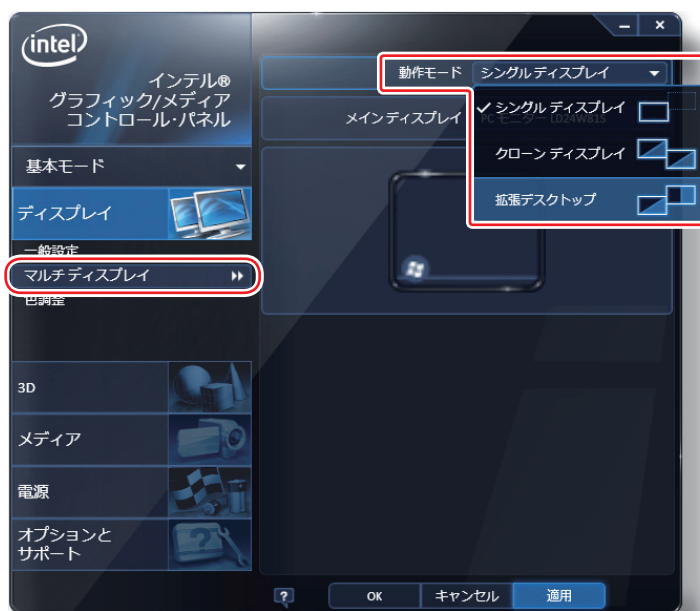 intel
インテル®
グラフィック/メディア
コントロール・パネル
基本モード
ディスプレイ
一般設定
マルチディスプレイ
色調整
3D
メディア
電源
オプションと
サポート
動作モード シングルディスプレイ
シングル ディスプレイ
メインディスプレイ PC モニター LD24W81S
クローン ディスプレイ
拡張デスクトップ
? OK キャンセル 適用